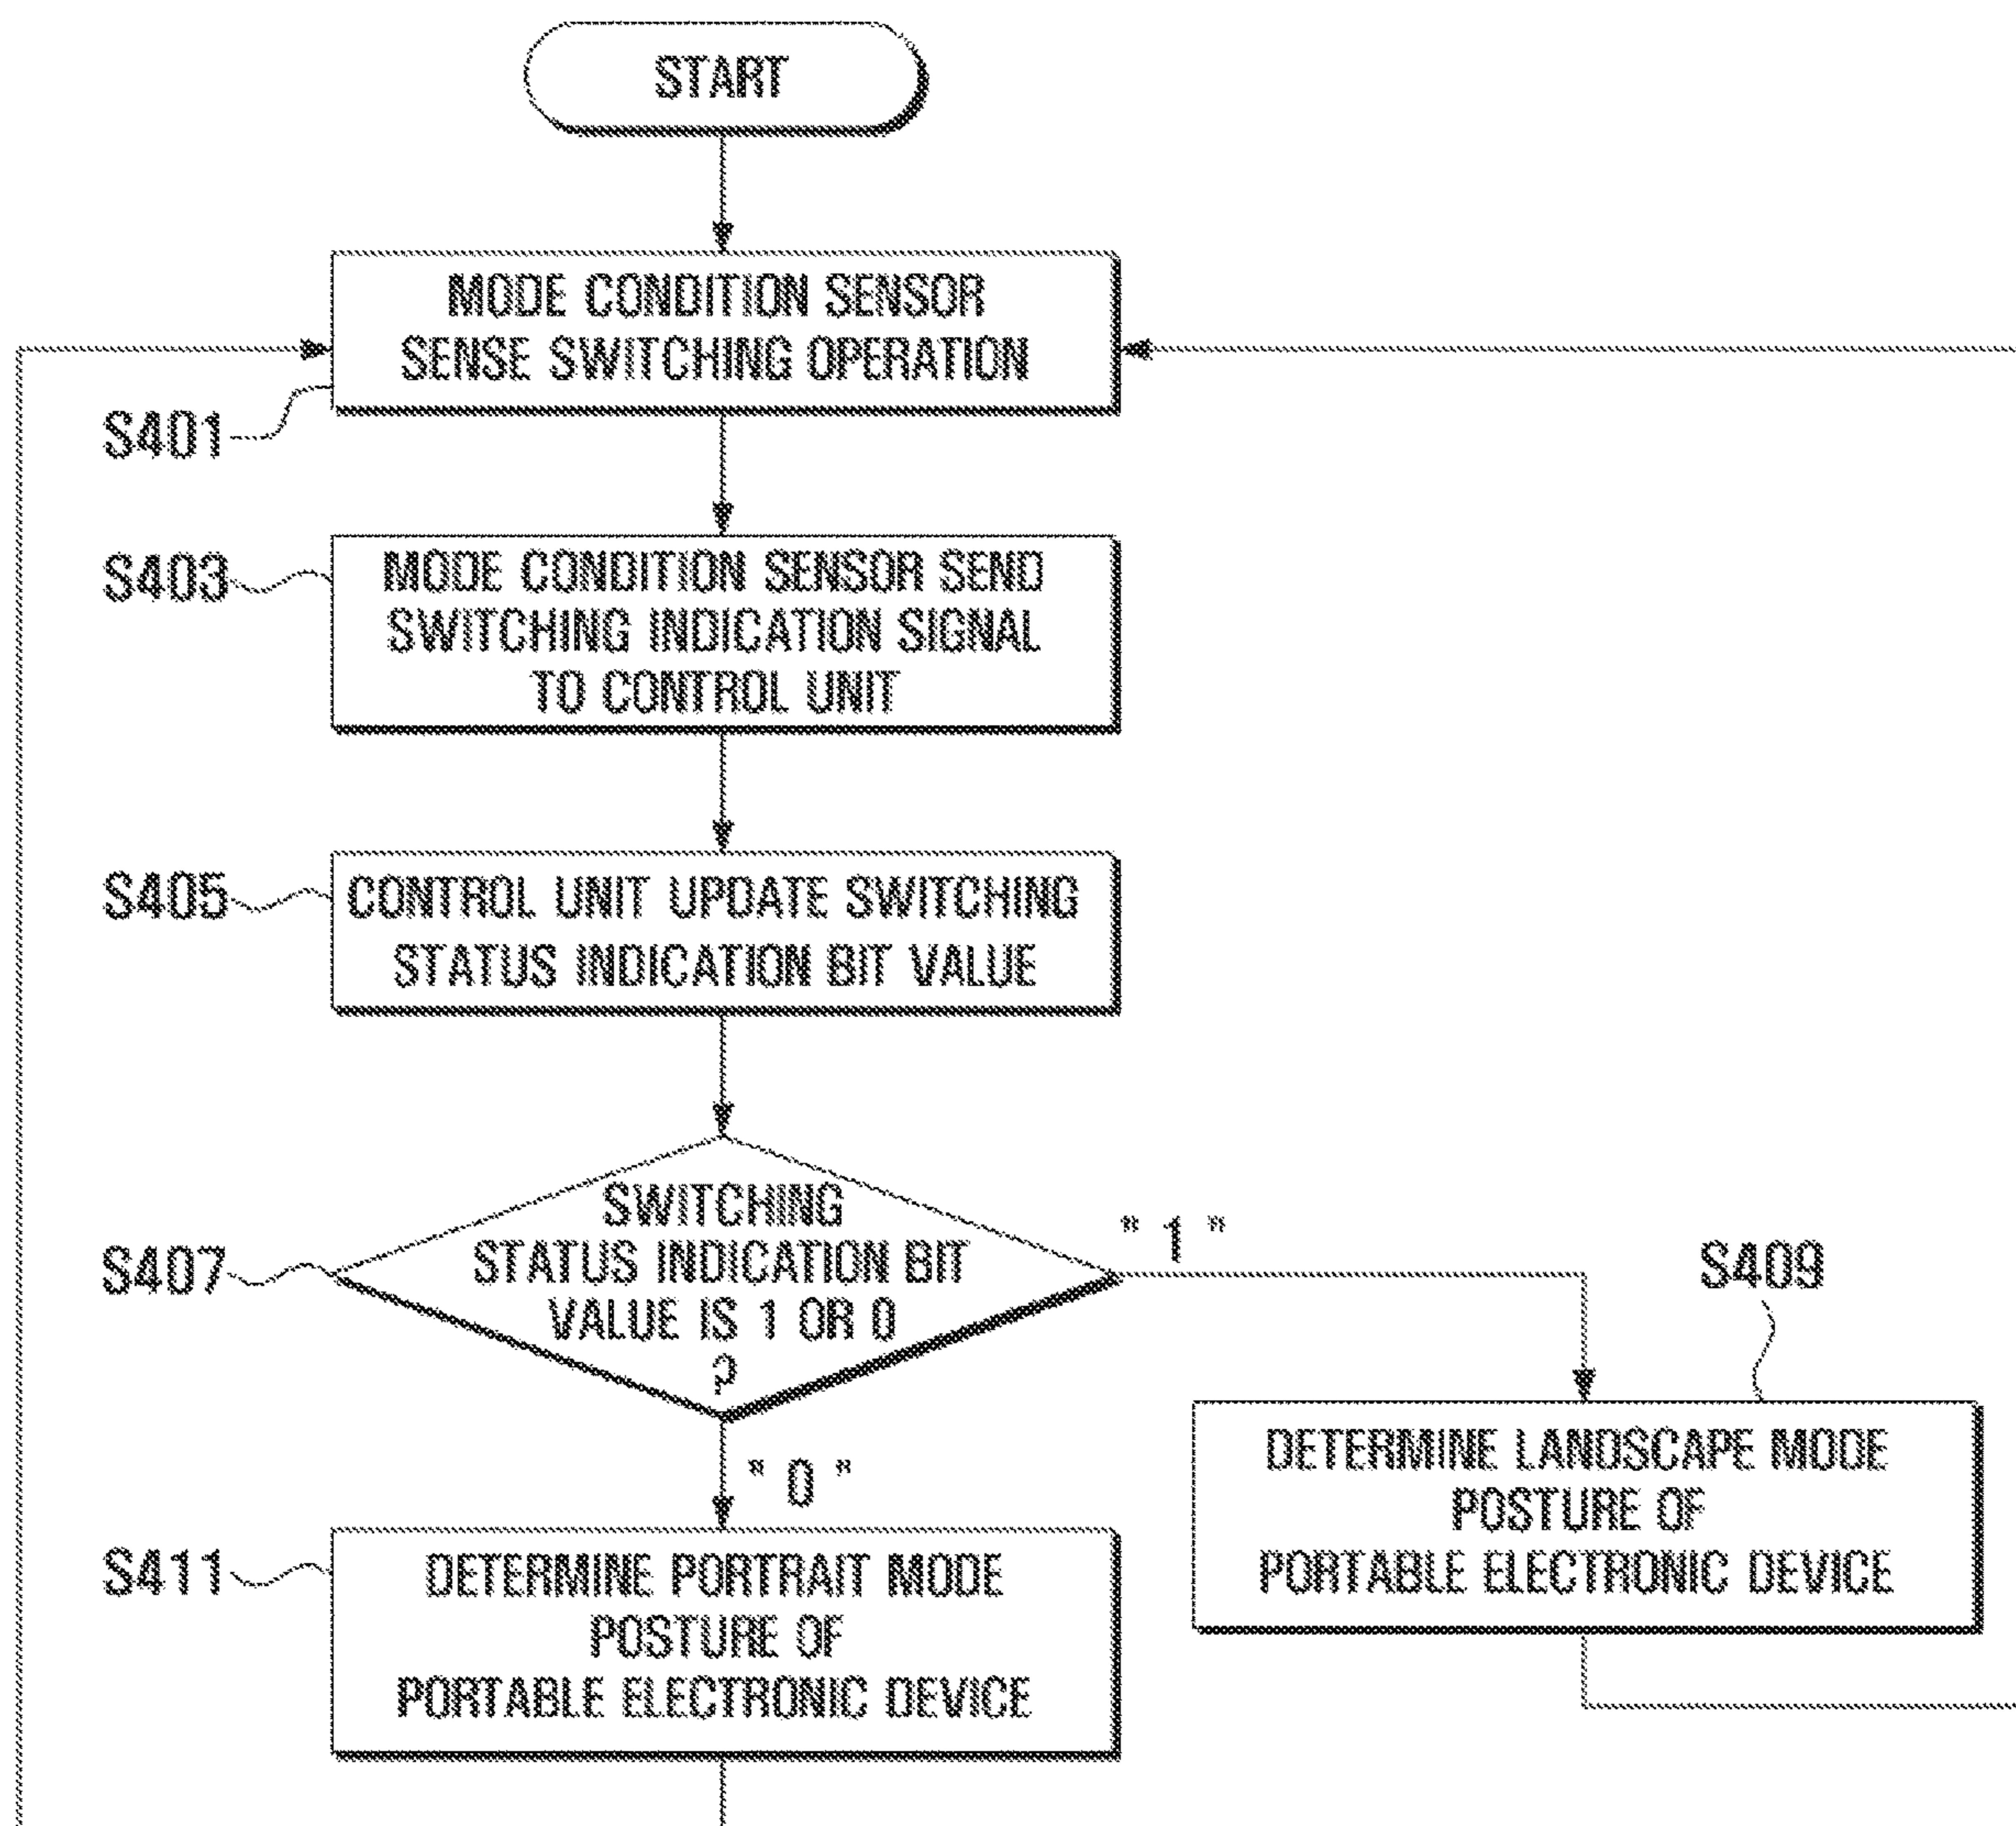 START
MODE CONDITION SENSOR
SENSE SWITCHING OPERATION
S401
S403
MODE CONDITION SENSOR SEND
SWITCHING INDICATION SIGNAL
TO CONTROL UNIT
S405
CONTROL UNIT UPDATE SWITCHING
STATUS INDICATION BIT VALUE
S407
SWITCHING
STATUS INDICATION BIT
VALUE IS 1 OR 0
?
" 1 "
S409
DETERMINE LANDSCAPE MODE
POSTURE OF
PORTABLE ELECTRONIC DEVICE
" 0 "
S411
DETERMINE PORTRAIT MODE
POSTURE OF
PORTABLE ELECTRONIC DEVICE